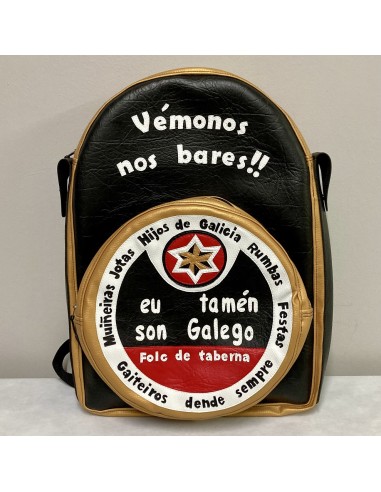 Vémonos
nos bares!!
Muiñeiras Jotas Hijos de Galicia Rumbas Festas
eu tamén
son Galego
Folc de taberna
Gaiteiros dende sempre